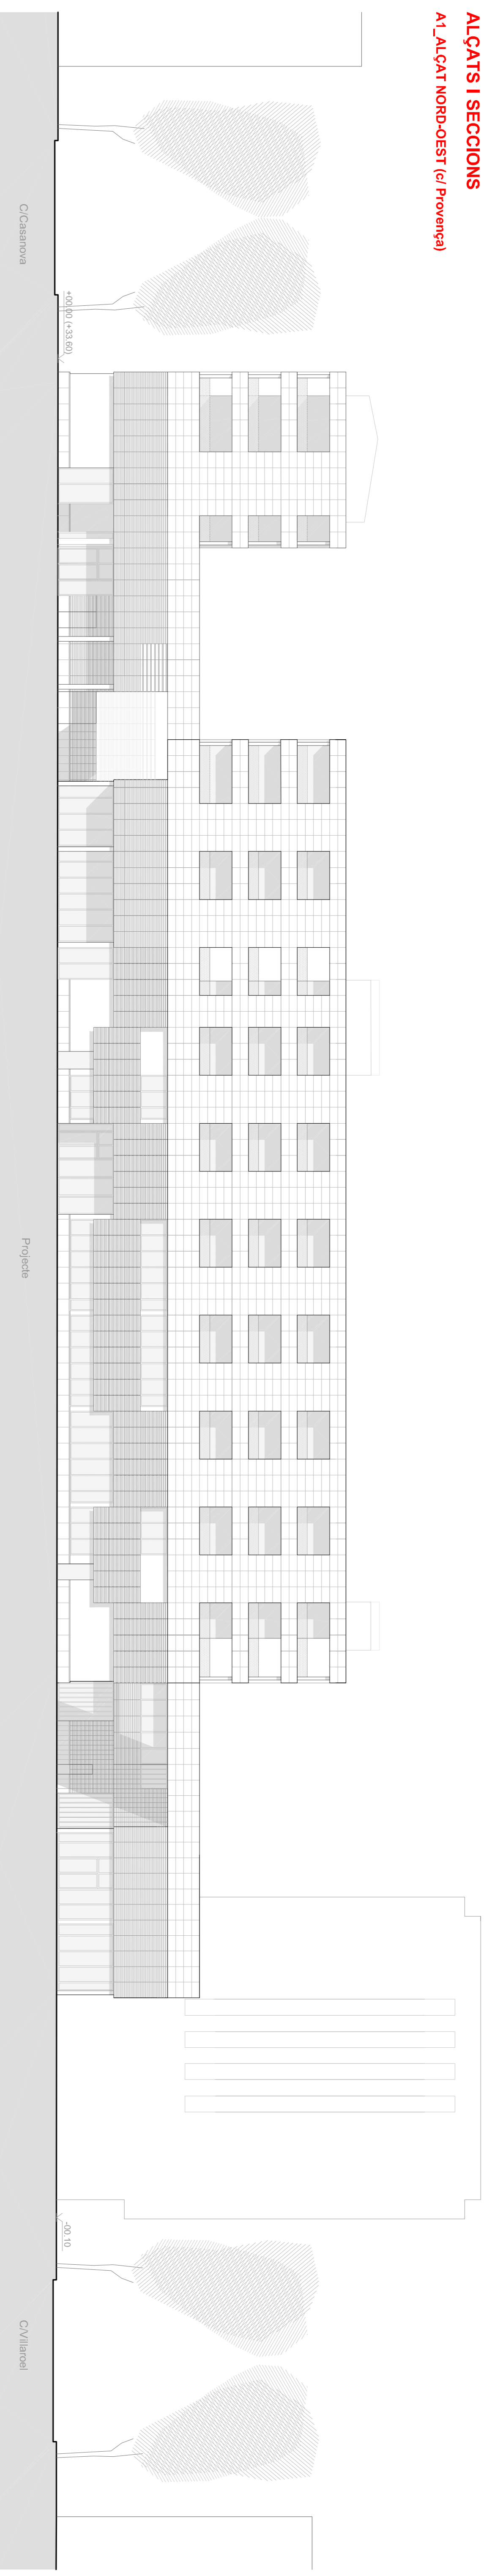 ALÇATS I SECCIONS
A1_ALÇAT NORD-OEST (c/ Provença)
+00.00 (+33.60)
-00.10
C/Casanova
Projecte
C/Villaroel